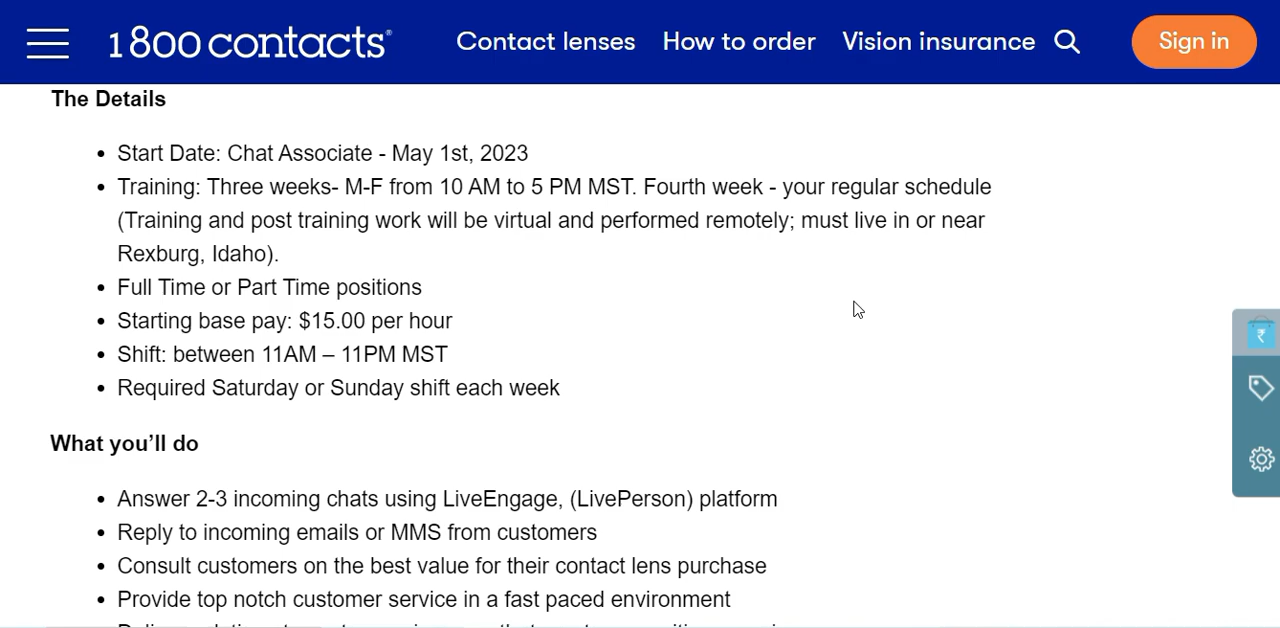 1 800 contacts®
Contact lenses
How to order
Vision insurance
Sign in
The Details
• Start Date: Chat Associate - May 1st, 2023
• Training: Three weeks- M-F from 10 AM to 5 PM MST. Fourth week - your regular schedule
(Training and post training work will be virtual and performed remotely; must live in or near
Rexburg, Idaho).
• Full Time or Part Time positions
• Starting base pay: $15.00 per hour
• Shift: between 11AM – 11PM MST
• Required Saturday or Sunday shift each week
₹
What you’ll do
• Answer 2-3 incoming chats using LiveEngage, (LivePerson) platform
• Reply to incoming emails or MMS from customers
• Consult customers on the best value for their contact lens purchase
• Provide top notch customer service in a fast paced environment